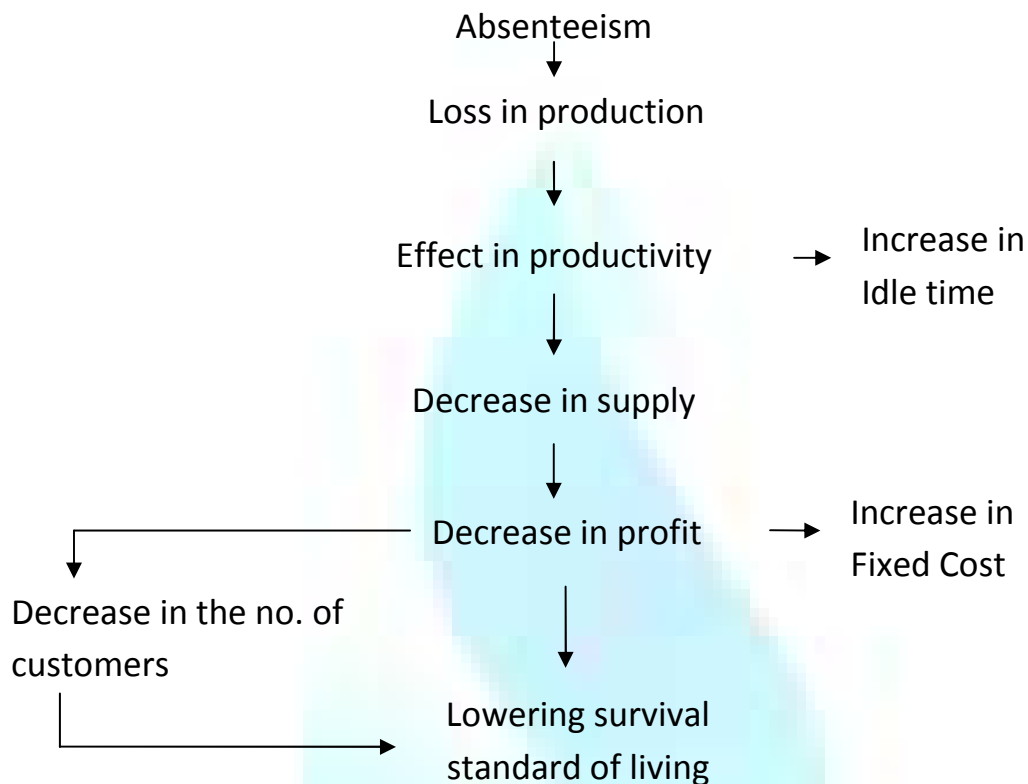 Absenteeism
Loss in production
Effect in productivity
Increase in
Idle time
Decrease in supply
Decrease in profit
Increase in
Fixed Cost
Decrease in the no. of
customers
Lowering survival
standard of living